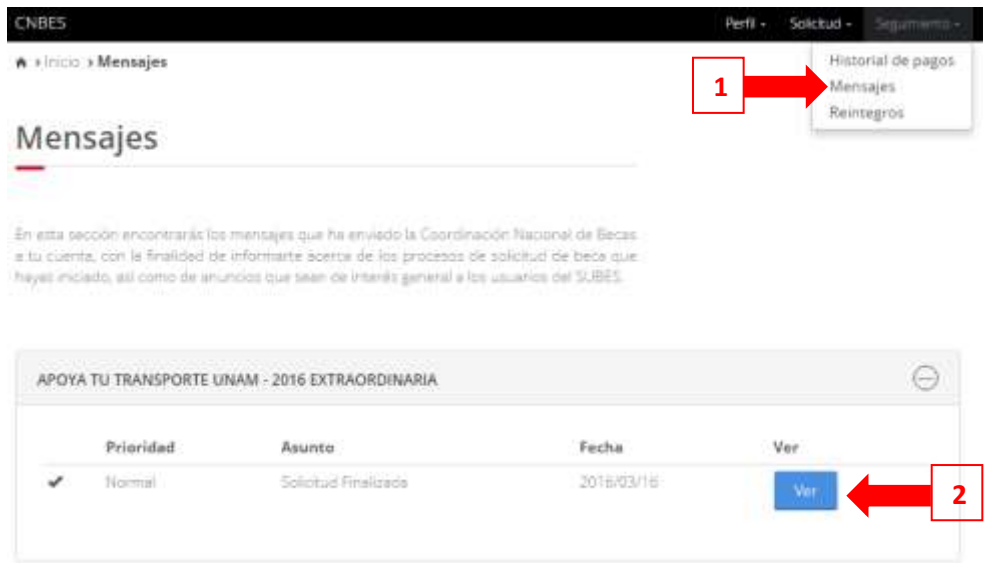 CNBES
Perfil Solicitud Seguimiento
Inicio Mensajes
Historial de pagos
1
Mensajes
Reintegros
Mensajes
En esta sección encontrarás los mensajes que ha enviado la Coordinación Nacional de Becas
a tu cuenta, con la finalidad de informarte acerca de los procesos de solicitud de beca que
hayas iniciado, así como de anuncios que sean de interés general a los usuarios del SUBES.
APOYA TU TRANSPORTE UNAM - 2016 EXTRAORDINARIA
Prioridad Asunto Fecha Ver
Normal Solicitud Finalizada 2016/03/16 Ver
2